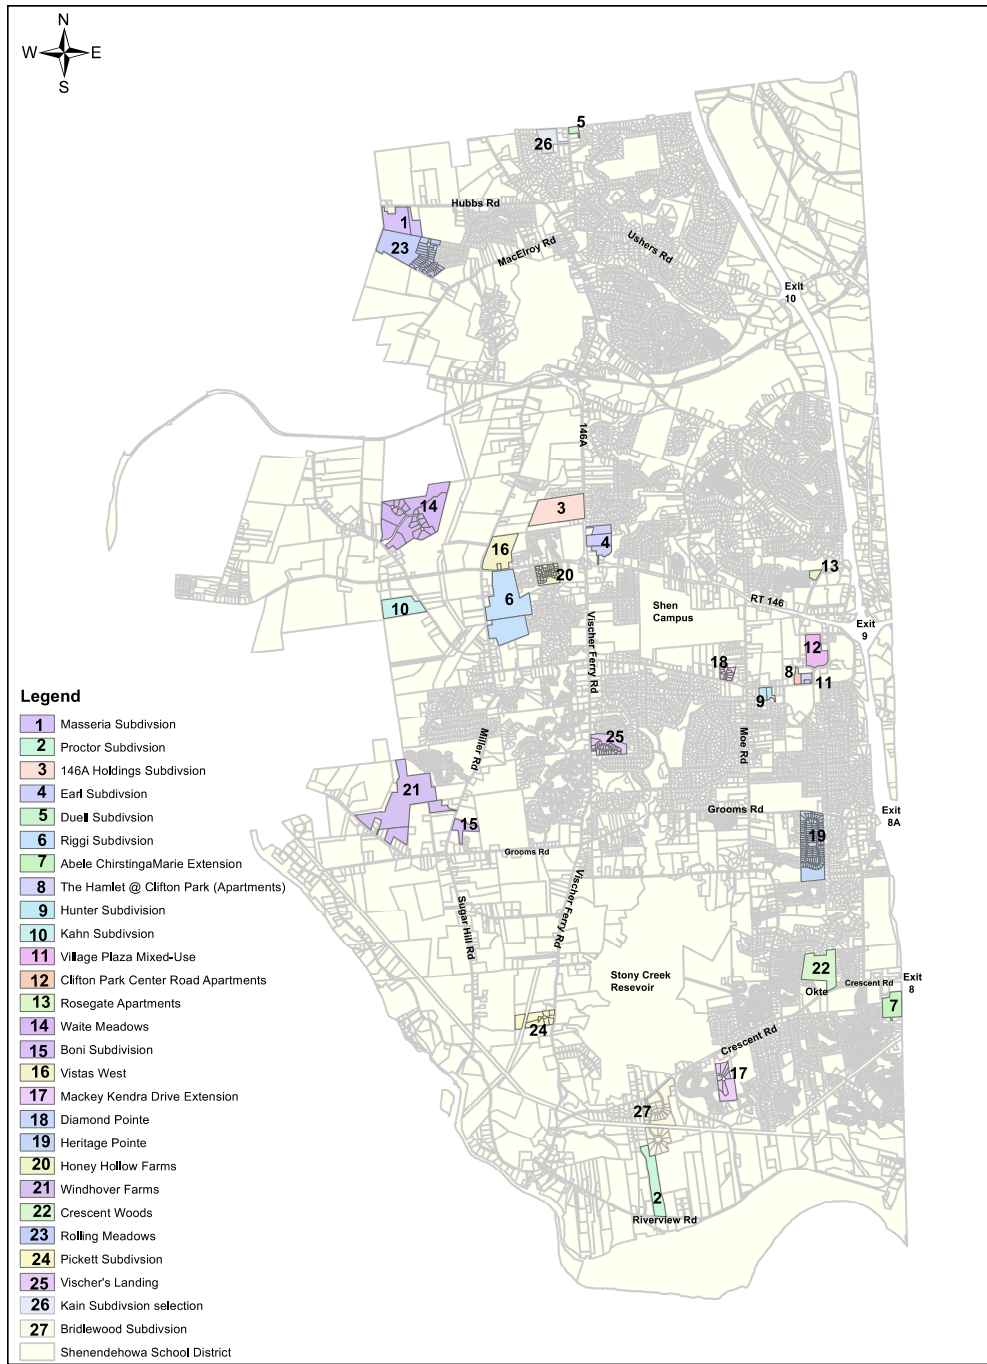 N
W E
S
5
26
Hubbs Rd
1
23
MacElroy Rd
Ushers Rd
Exit
10
146A
14
3
4
16
20
13
6
10
RT 146
Shen
Campus
Exit
9
Vischer Ferry Rd
12
18
8
11
9
Legend
1 Masseria Subdivsion
2 Proctor Subdivsion
3 146A Holdings Subdivsion
4 Earl Subdivsion
5 Duell Subdivsion
6 Riggi Subdivsion
7 Abele ChirstingaMarie Extension
8 The Hamlet @ Clifton Park (Apartments)
9 Hunter Subdivision
10 Kahn Subdivsion
11 Village Plaza Mixed-Use
12 Clifton Park Center Road Apartments
13 Rosegate Apartments
14 Waite Meadows
15 Boni Subdivision
16 Vistas West
17 Mackey Kendra Drive Extension
18 Diamond Pointe
19 Heritage Pointe
20 Honey Hollow Farms
21 Windhover Farms
22 Crescent Woods
23 Rolling Meadows
24 Pickett Subdivsion
25 Vischer's Landing
26 Kain Subdivsion selection
27 Bridlewood Subdivsion
Shenendehowa School District
Miller Rd
25
Moe Rd
21
15
Grooms Rd
Exit
8A
19
Grooms Rd
Vischer Ferry Rd
Sugar Hill Rd
Stony Creek
Resevoir
22
Okte
Crescent Rd
Exit
8
7
24
Crescent Rd
17
27
2
Riverview Rd